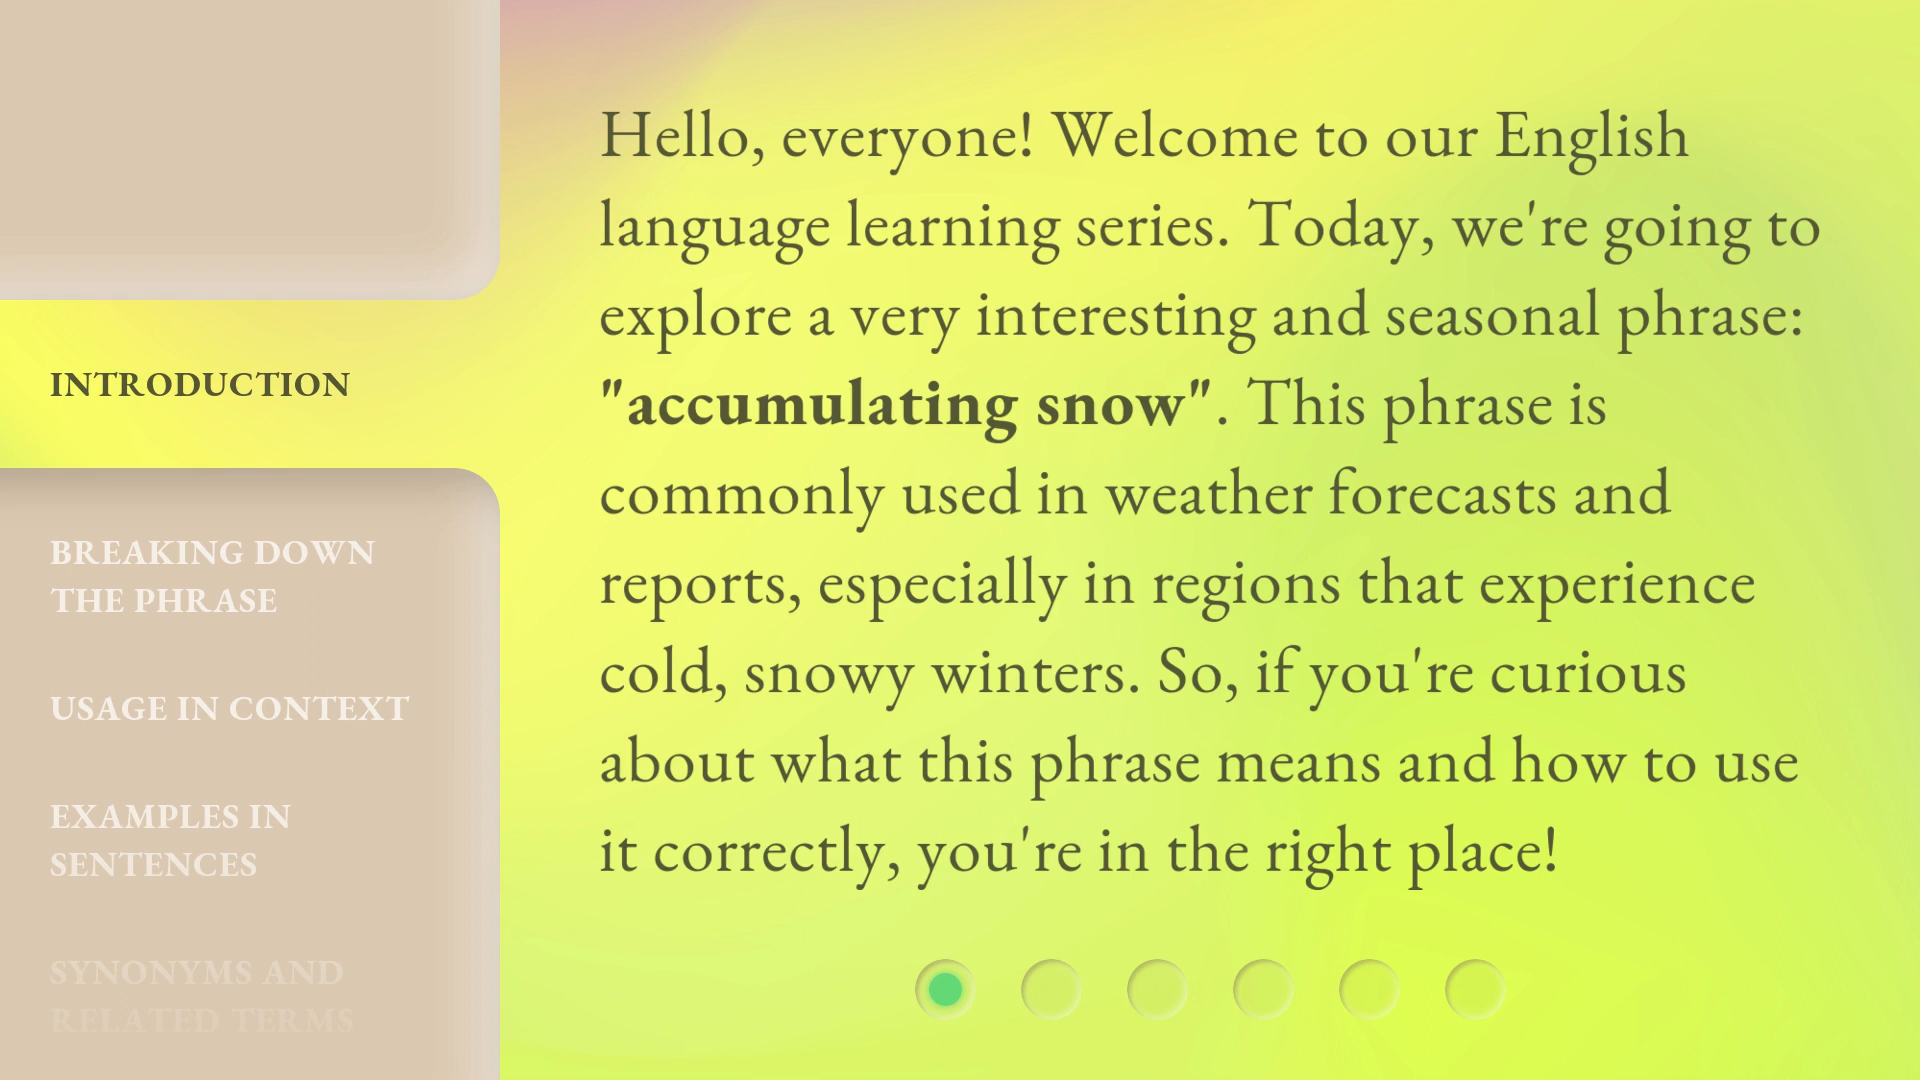 INTRODUCTION
BREAKING DOWN
THE PHRASE
USAGE IN CONTEXT
EXAMPLES IN
SENTENCES
SYNONYMS AND
RELATED TERMS
Hello, everyone! Welcome to our English
language learning series. Today, we're going to
explore a very interesting and seasonal phrase:
"accumulating snow". This phrase is
commonly used in weather forecasts and
reports, especially in regions that experience
cold, snowy winters. So, if you're curious
about what this phrase means and how to use
it correctly, you're in the right place!